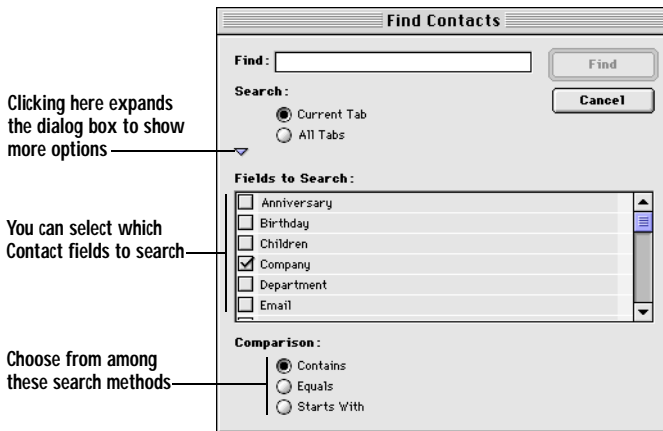 Find Contacts
Find:
Find
Search:
Cancel
Current Tab
All Tabs
Clicking here expands
the dialog box to show
more options
Fields to Search:
Anniversary
Birthday
Children
Company
Department
Email
You can select which
Contact fields to search
Comparison:
Contains
Equals
Starts With
Choose from among
these search methods